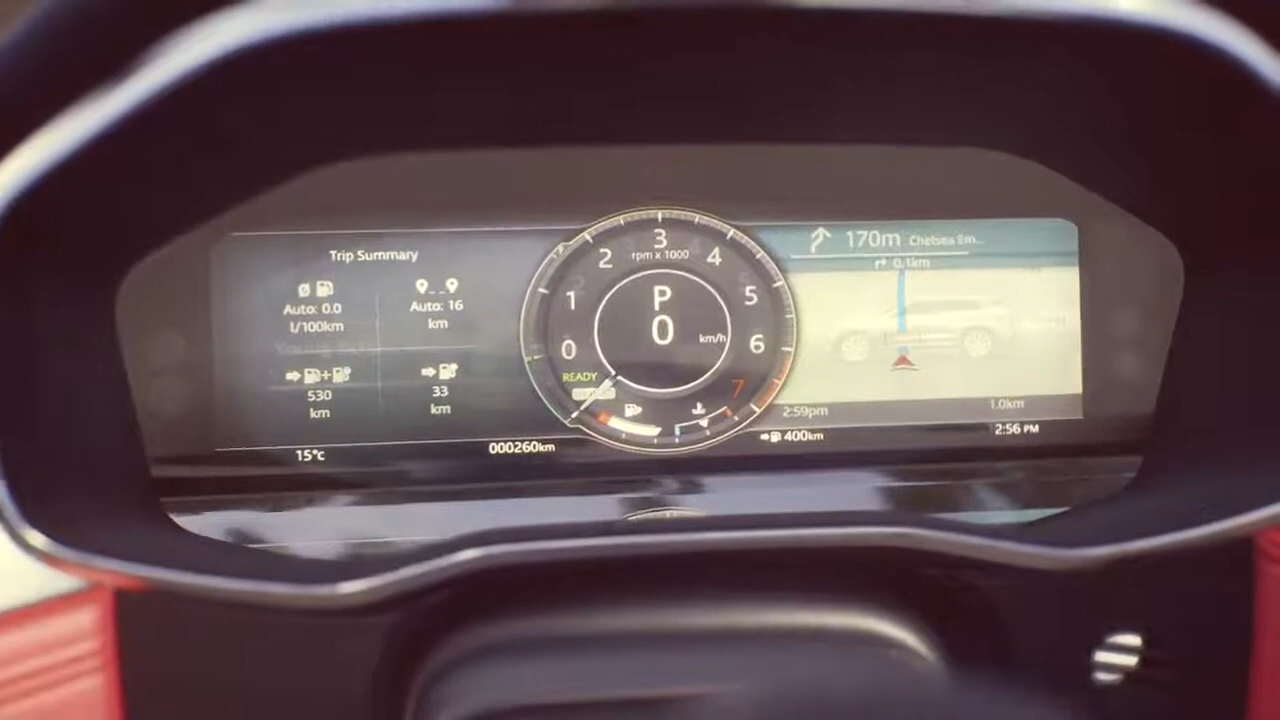 Trip Summary
Auto: 0.0
l/100km
Auto: 16
km
530
km
33
km
15°c
000260km
0
1
2
3
4
5
6
7
rpm x 1000
P
0
km/h
READY
170m Chelsea Em...
0.1km
2:59pm
1.0km
400km
2:56 PM